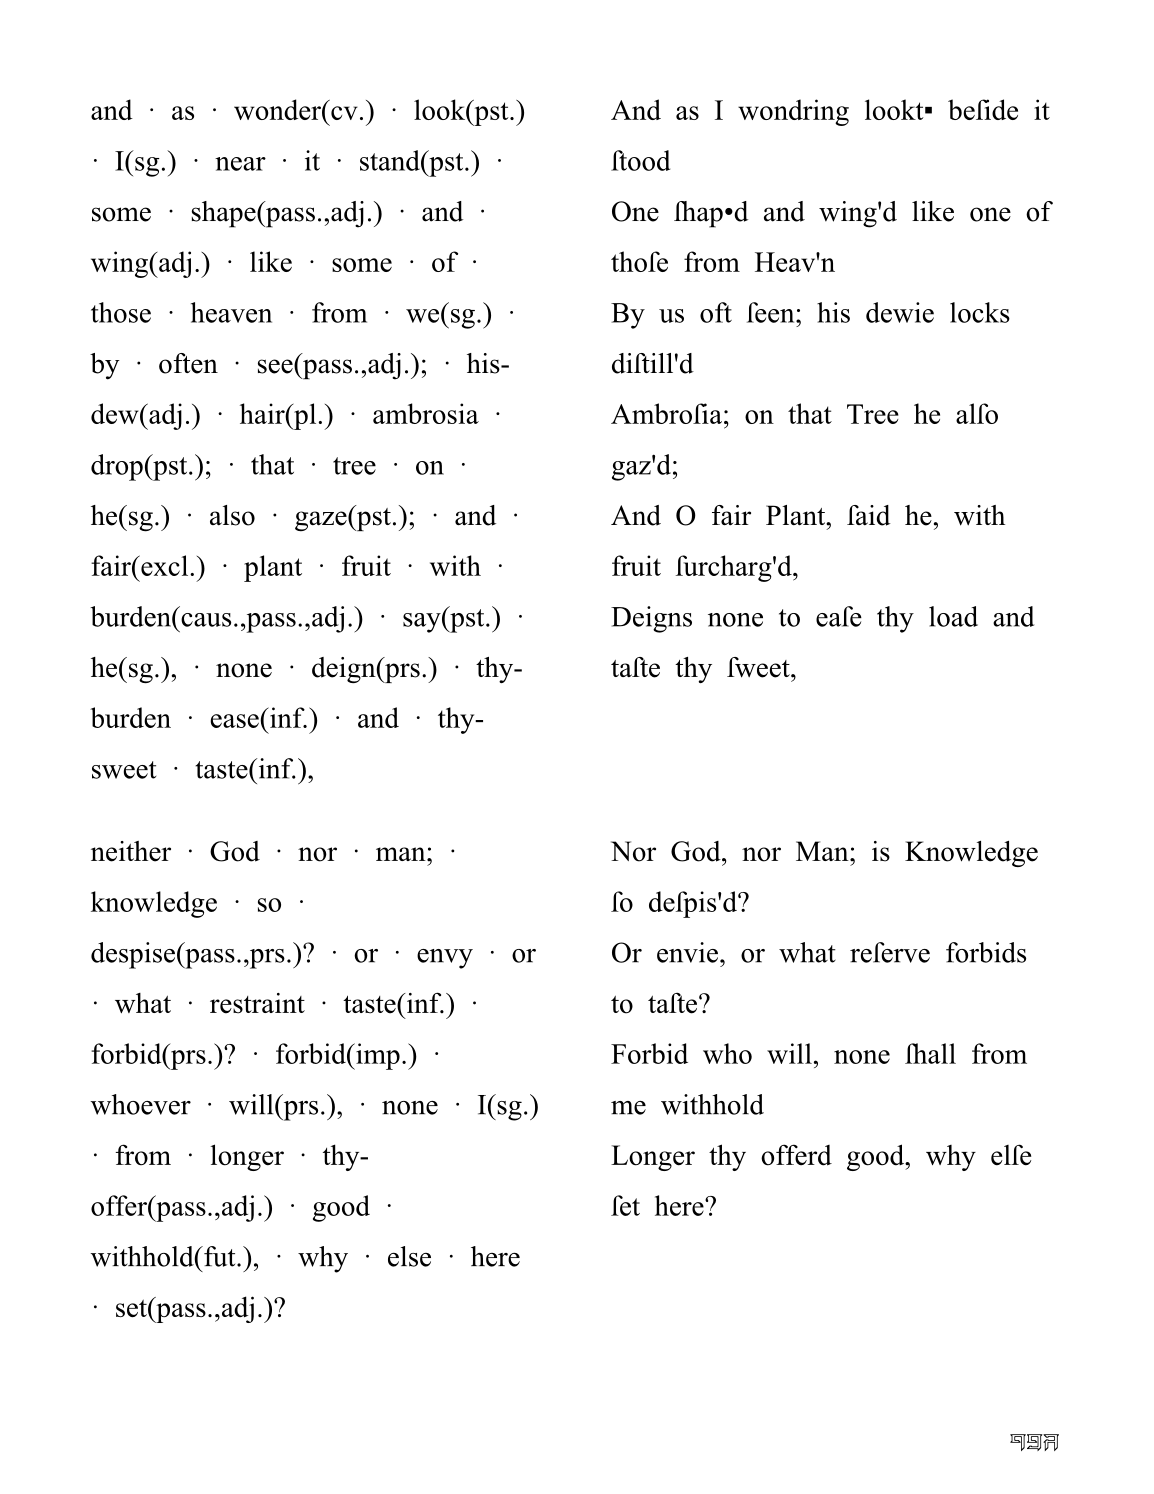 and · as · wonder(cv.) · look(pst.)
· I(sg.) · near · it · stand(pst.) ·
some · shape(pass.,adj.) · and ·
wing(adj.) · like · some · of ·
those · heaven · from · we(sg.) ·
by · often · see(pass.,adj.); · his-
dew(adj.) · hair(pl.) · ambrosia ·
drop(pst.); · that · tree · on ·
he(sg.) · also · gaze(pst.); · and ·
fair(excl.) · plant · fruit · with ·
burden(caus.,pass.,adj.) · say(pst.) ·
he(sg.), · none · deign(prs.) · thy-
burden · ease(inf.) · and · thy-
sweet · taste(inf.),
And as I wondring lookt▪ beſide it
ſtood
One ſhap•d and wing'd like one of
thoſe from Heav'n
By us oft ſeen; his dewie locks
diſtill'd
Ambroſia; on that Tree he alſo
gaz'd;
And O fair Plant, ſaid he, with
fruit ſurcharg'd,
Deigns none to eaſe thy load and
taſte thy ſweet,
neither · God · nor · man; ·
knowledge · so ·
despise(pass.,prs.)? · or · envy · or
· what · restraint · taste(inf.) ·
forbid(prs.)? · forbid(imp.) ·
whoever · will(prs.), · none · I(sg.)
· from · longer · thy-
offer(pass.,adj.) · good ·
withhold(fut.), · why · else · here
· set(pass.,adj.)?
Nor God, nor Man; is Knowledge
ſo deſpis'd?
Or envie, or what reſerve forbids
to taſte?
Forbid who will, none ſhall from
me withhold
Longer thy offerd good, why elſe
ſet here?